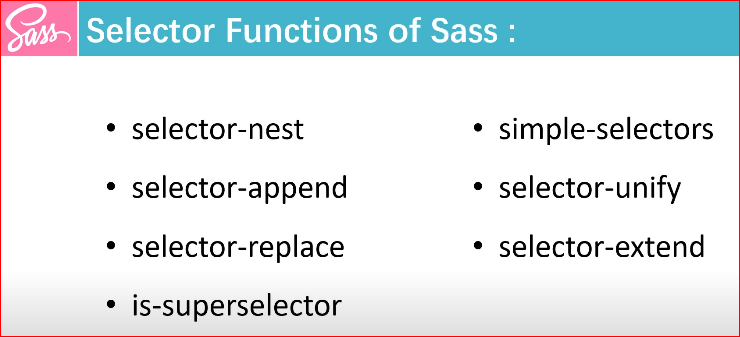 Sass
Selector Functions of Sass :
• selector-nest
• selector-append
• selector-replace
• is-superselector
• simple-selectors
• selector-unify
• selector-extend